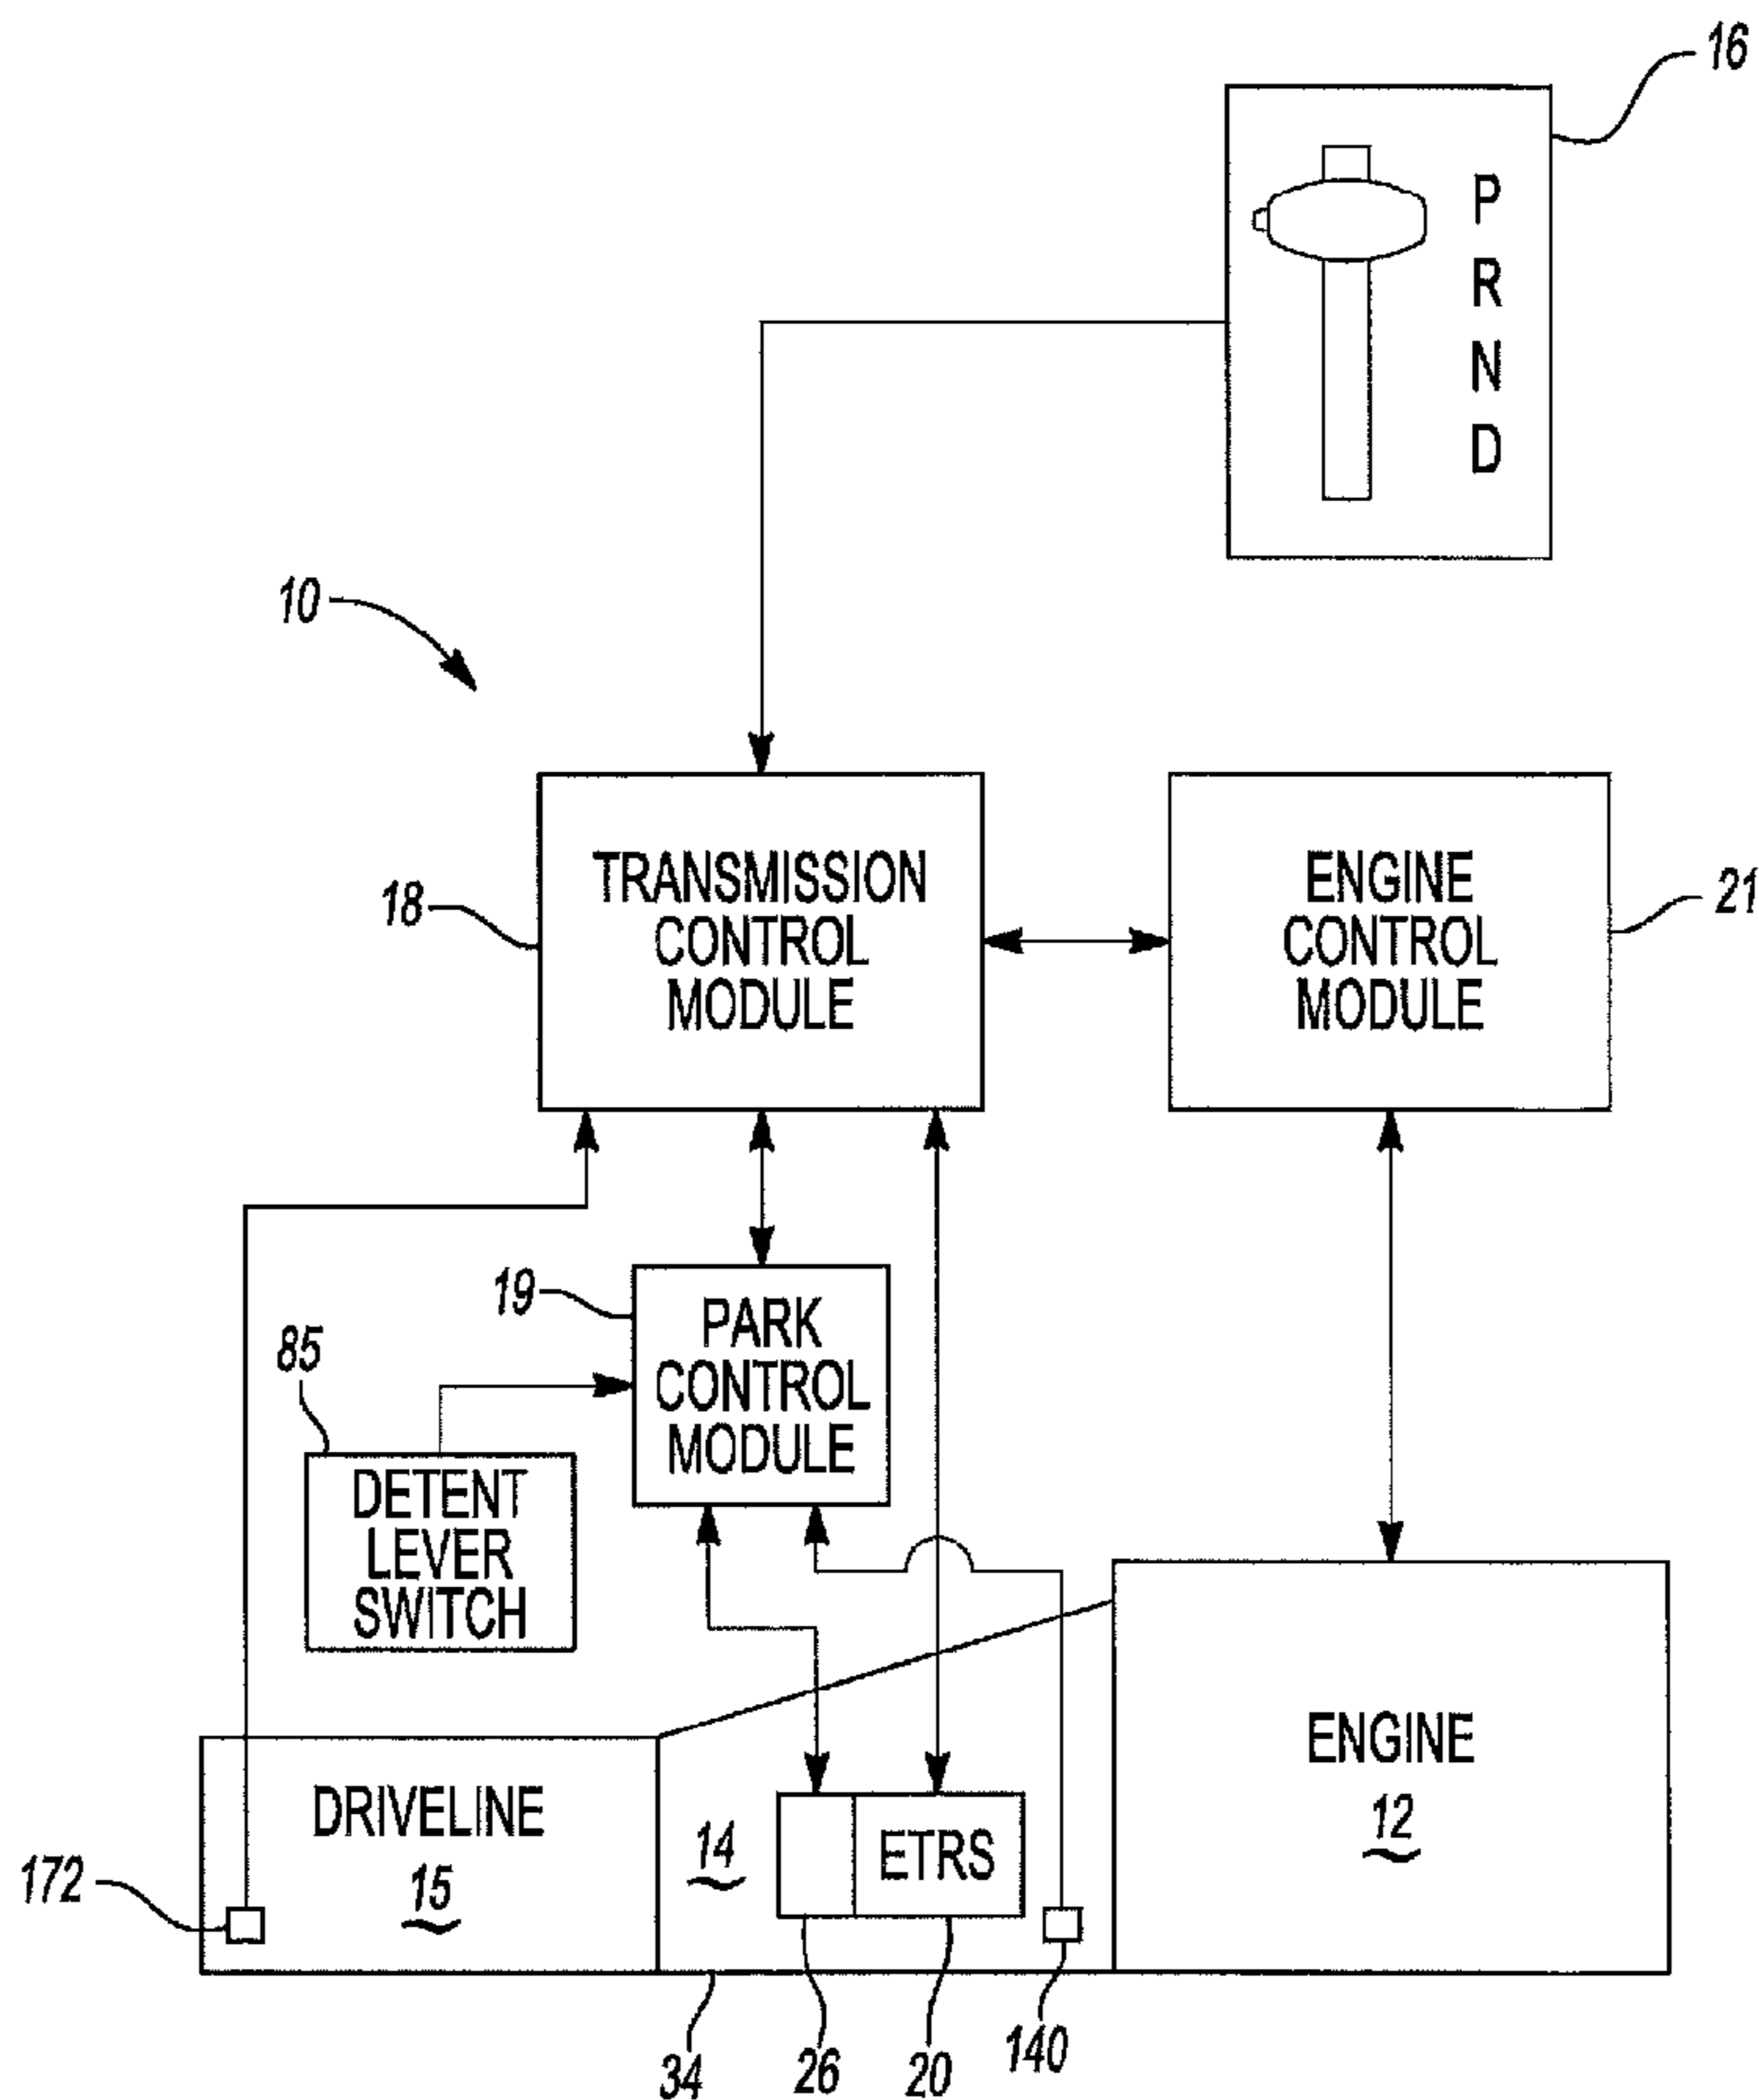 16
P
R
N
D
10
18
TRANSMISSION
CONTROL
MODULE
ENGINE
CONTROL
MODULE
21
19
PARK
CONTROL
MODULE
85
DETENT
LEVER
SWITCH
ENGINE
12
DRIVELINE
15
14
ETRS
172
34
26
20
140